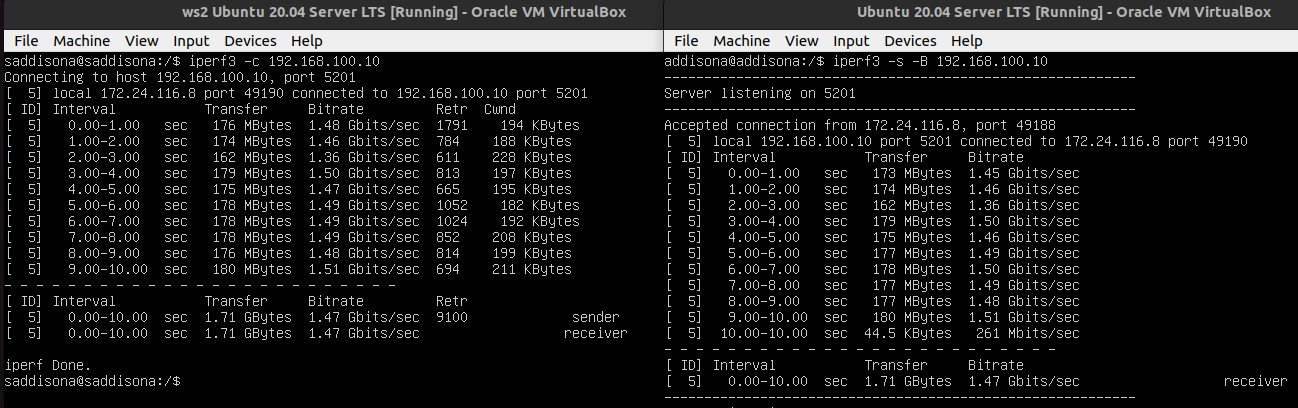 ws2 Ubuntu 20.04 Server LTS [Running] - Oracle VM VirtualBox
File Machine View Input Devices Help
saddisona@saddisona:/$ iperf3 -c 192.168.100.10
Connecting to host 192.168.100.10, port 5201
[  5] local 172.24.116.8 port 49190 connected to 192.168.100.10 port 5201
[ ID] Interval           Transfer     Bitrate         Retr  Cwnd
[  5]   0.00-1.00   sec   176 MBytes  1.48 Gbits/sec  1791    194 KBytes
[  5]   1.00-2.00   sec   174 MBytes  1.46 Gbits/sec  784    188 KBytes
[  5]   2.00-3.00   sec   162 MBytes  1.36 Gbits/sec  611    228 KBytes
[  5]   3.00-4.00   sec   179 MBytes  1.50 Gbits/sec  813    197 KBytes
[  5]   4.00-5.00   sec   175 MBytes  1.47 Gbits/sec  665    195 KBytes
[  5]   5.00-6.00   sec   178 MBytes  1.49 Gbits/sec  1052    182 KBytes
[  5]   6.00-7.00   sec   178 MBytes  1.49 Gbits/sec  1024    192 KBytes
[  5]   7.00-8.00   sec   178 MBytes  1.49 Gbits/sec  852    208 KBytes
[  5]   8.00-9.00   sec   176 MBytes  1.48 Gbits/sec  814    199 KBytes
[  5]   9.00-10.00  sec   180 MBytes  1.51 Gbits/sec  694    211 KBytes
- - - - - - - - - - - - - - - - - - - - - - - - -
[ ID] Interval           Transfer     Bitrate         Retr
[  5]   0.00-10.00  sec  1.71 GBytes  1.47 Gbits/sec  9100             sender
[  5]   0.00-10.00  sec  1.71 GBytes  1.47 Gbits/sec                  receiver
iperf Done.
saddisona@saddisona:/$
Ubuntu 20.04 Server LTS [Running] - Oracle VM VirtualBox
File Machine View Input Devices Help
addisona@saddisona:/$ iperf3 -s -B 192.168.100.10
-----------------------------------------------------------
Server listening on 5201
-----------------------------------------------------------
Accepted connection from 172.24.116.8, port 49188
[  5] local 192.168.100.10 port 5201 connected to 172.24.116.8 port 49190
[ ID] Interval           Transfer     Bitrate
[  5]   0.00-1.00   sec   173 MBytes  1.45 Gbits/sec
[  5]   1.00-2.00   sec   174 MBytes  1.46 Gbits/sec
[  5]   2.00-3.00   sec   162 MBytes  1.36 Gbits/sec
[  5]   3.00-4.00   sec   179 MBytes  1.50 Gbits/sec
[  5]   4.00-5.00   sec   175 MBytes  1.46 Gbits/sec
[  5]   5.00-6.00   sec   177 MBytes  1.49 Gbits/sec
[  5]   6.00-7.00   sec   178 MBytes  1.50 Gbits/sec
[  5]   7.00-8.00   sec   177 MBytes  1.49 Gbits/sec
[  5]   8.00-9.00   sec   177 MBytes  1.48 Gbits/sec
[  5]   9.00-10.00  sec   180 MBytes  1.51 Gbits/sec
[  5]  10.00-10.00  sec  44.5 KBytes   261 Mbits/sec
- - - - - - - - - - - - - - - - - - - - - - - - -
[ ID] Interval           Transfer     Bitrate
[  5]   0.00-10.00  sec  1.71 GBytes  1.47 Gbits/sec                  receiver
-----------------------------------------------------------